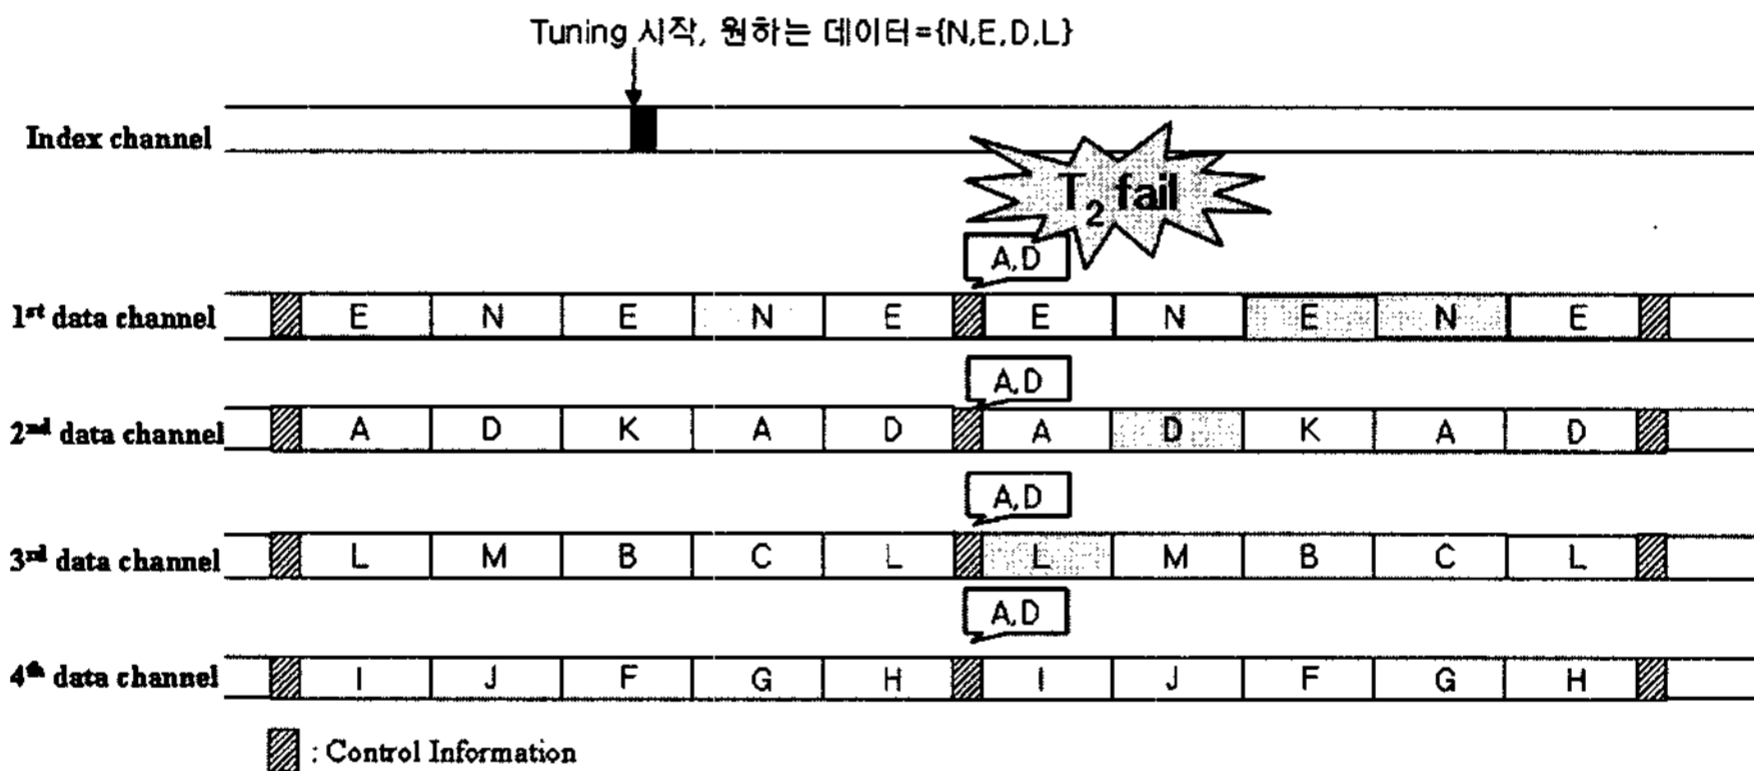 Tuning 시작, 원하는 데이터={N,E,D,L}
Index channel
T2 fail
A,D
1st data channel E N E N E E N E N E
A,D
2nd data channel A D K A D A D K A D
A,D
3rd data channel L M B C L L M B C L
A,D
4th data channel I J F G H I J F G H
: Control Information